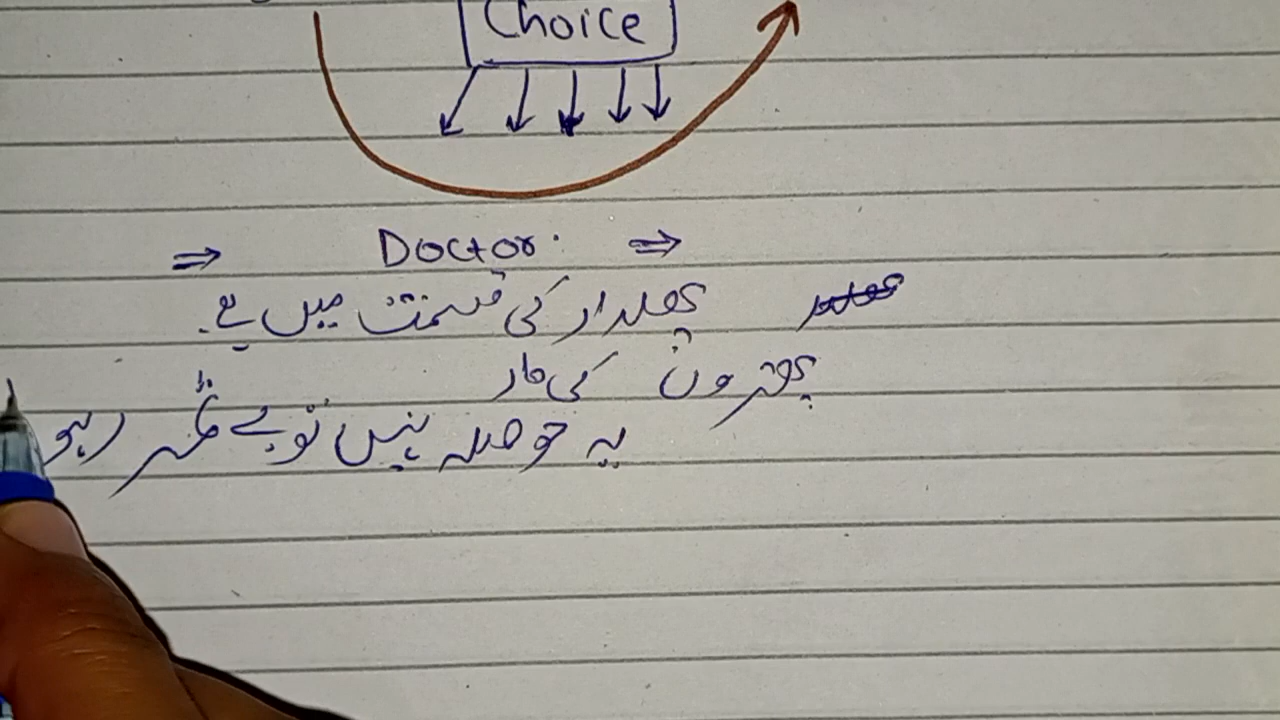 Choice
⇒ Doctor. ⇒
پھلدار کی قسمت میں ہے.
پتھروں کی مار
یہ حوصلہ نہیں تو بے ثمر رہو